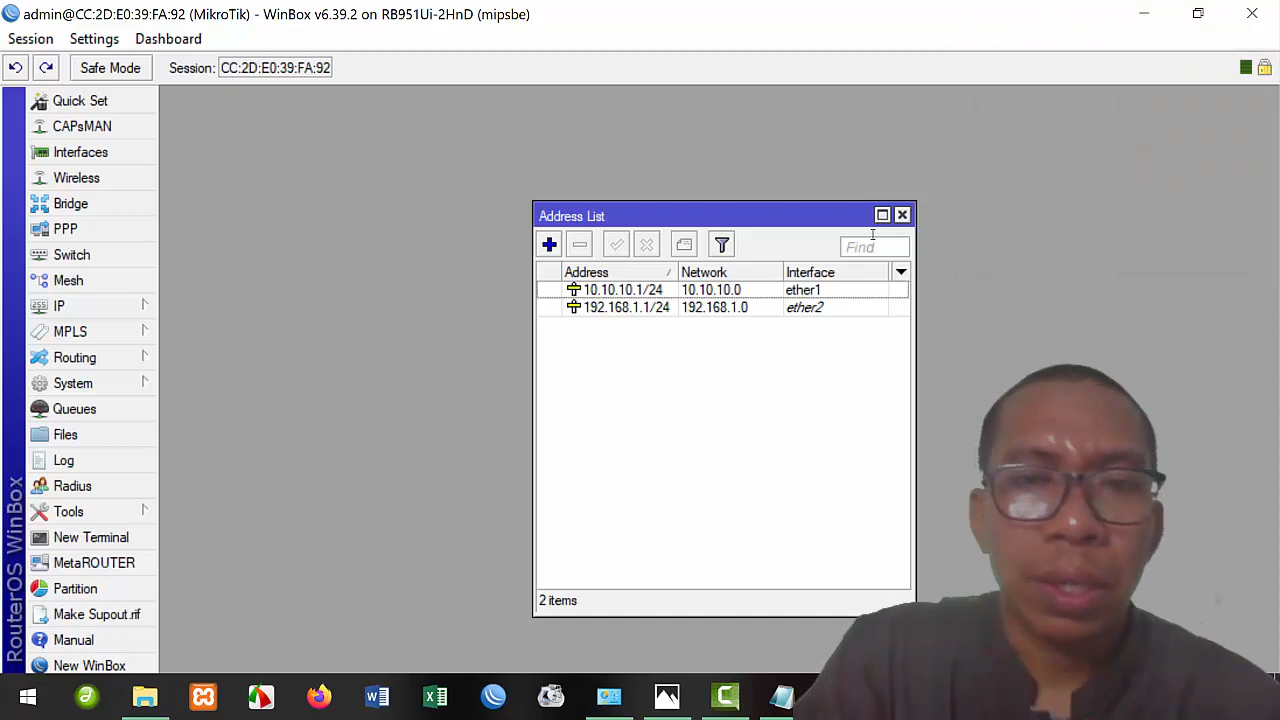 admin@CC:2D:E0:39:FA:92 (MikroTik) - WinBox v6.39.2 on RB951Ui-2HnD (mipsbe)
Session Settings Dashboard
Safe Mode Session: CC:2D:E0:39:FA:92
Quick Set
CAPsMAN
Interfaces
Wireless
Bridge
PPP
Switch
Mesh
IP
MPLS
Routing
System
Queues
Files
Log
Radius
Tools
New Terminal
MetaROUTER
Partition
Make Supout.rif
Manual
New WinBox
RouterOS WinBox
Address List
Find
Address Network Interface
10.10.10.1/24 10.10.10.0 ether1
192.168.1.1/24 192.168.1.0 ether2
2 items